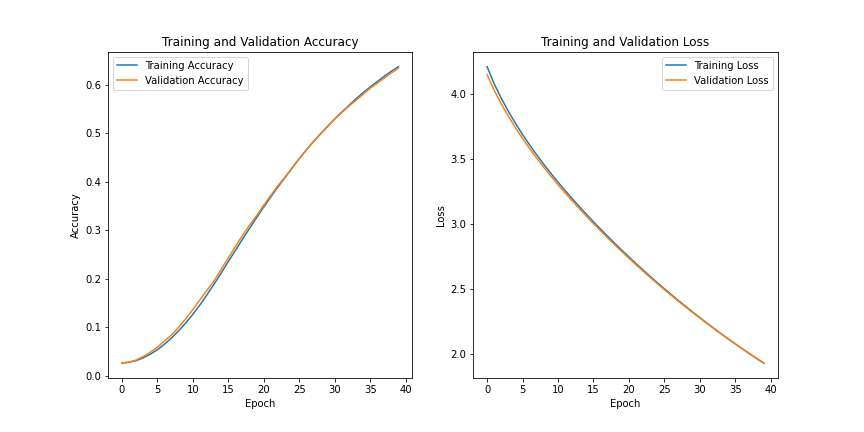 Training and Validation Accuracy
Training Accuracy
Validation Accuracy
0.6
0.5
0.4
0.3
0.2
0.1
0.0
Accuracy
0 5 10 15 20 25 30 35 40
Epoch
Training and Validation Loss
Training Loss
Validation Loss
4.0
3.5
3.0
2.5
2.0
Loss
0 5 10 15 20 25 30 35 40
Epoch